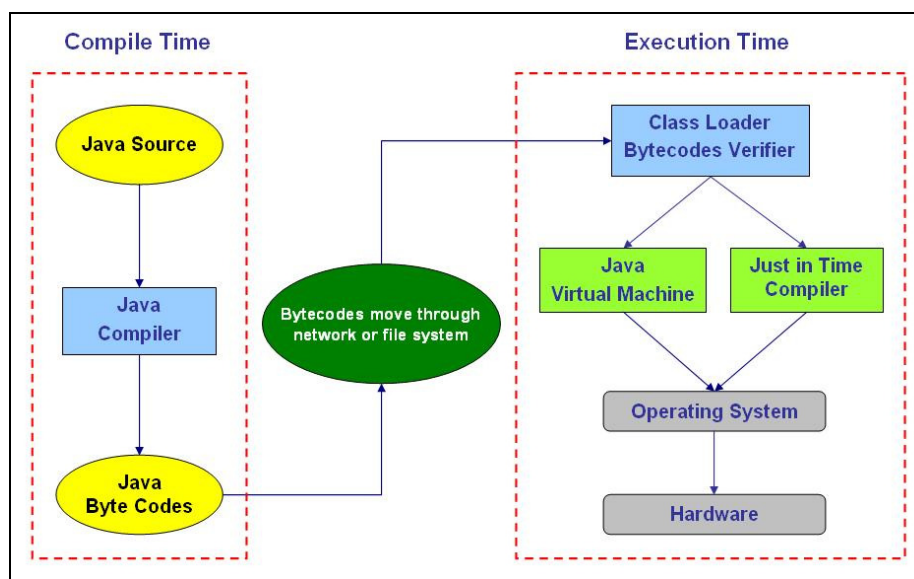 Compile Time
Java Source
Java
Compiler
Java
Byte Codes
Bytecodes move through
network or file system
Execution Time
Class Loader
Bytecodes Verifier
Java
Virtual Machine
Just in Time
Compiler
Operating System
Hardware